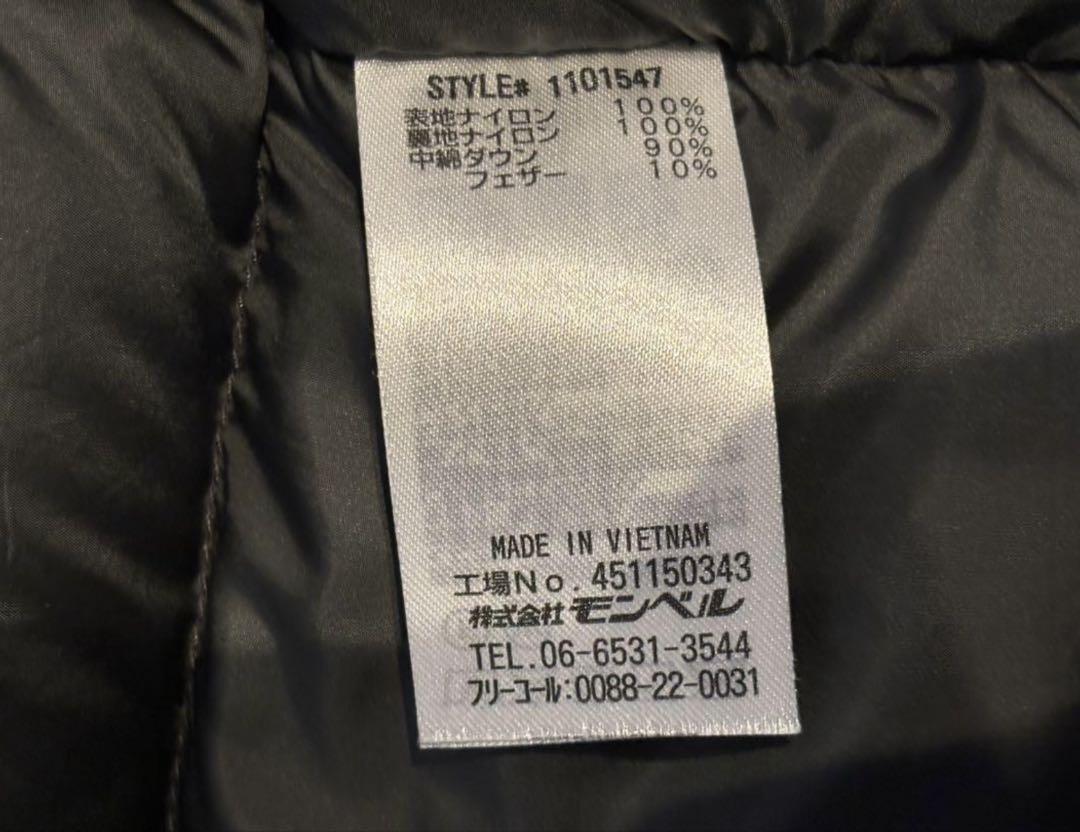 STYLE# 1101547
表地ナイロン 100%
裏地ナイロン 100%
中綿ダウン 90%
フェザー 10%
MADE IN VIETNAM
工場No. 451150343
株式会社モンベル
TEL.06-6531-3544
フリーコール:0088-22-0031